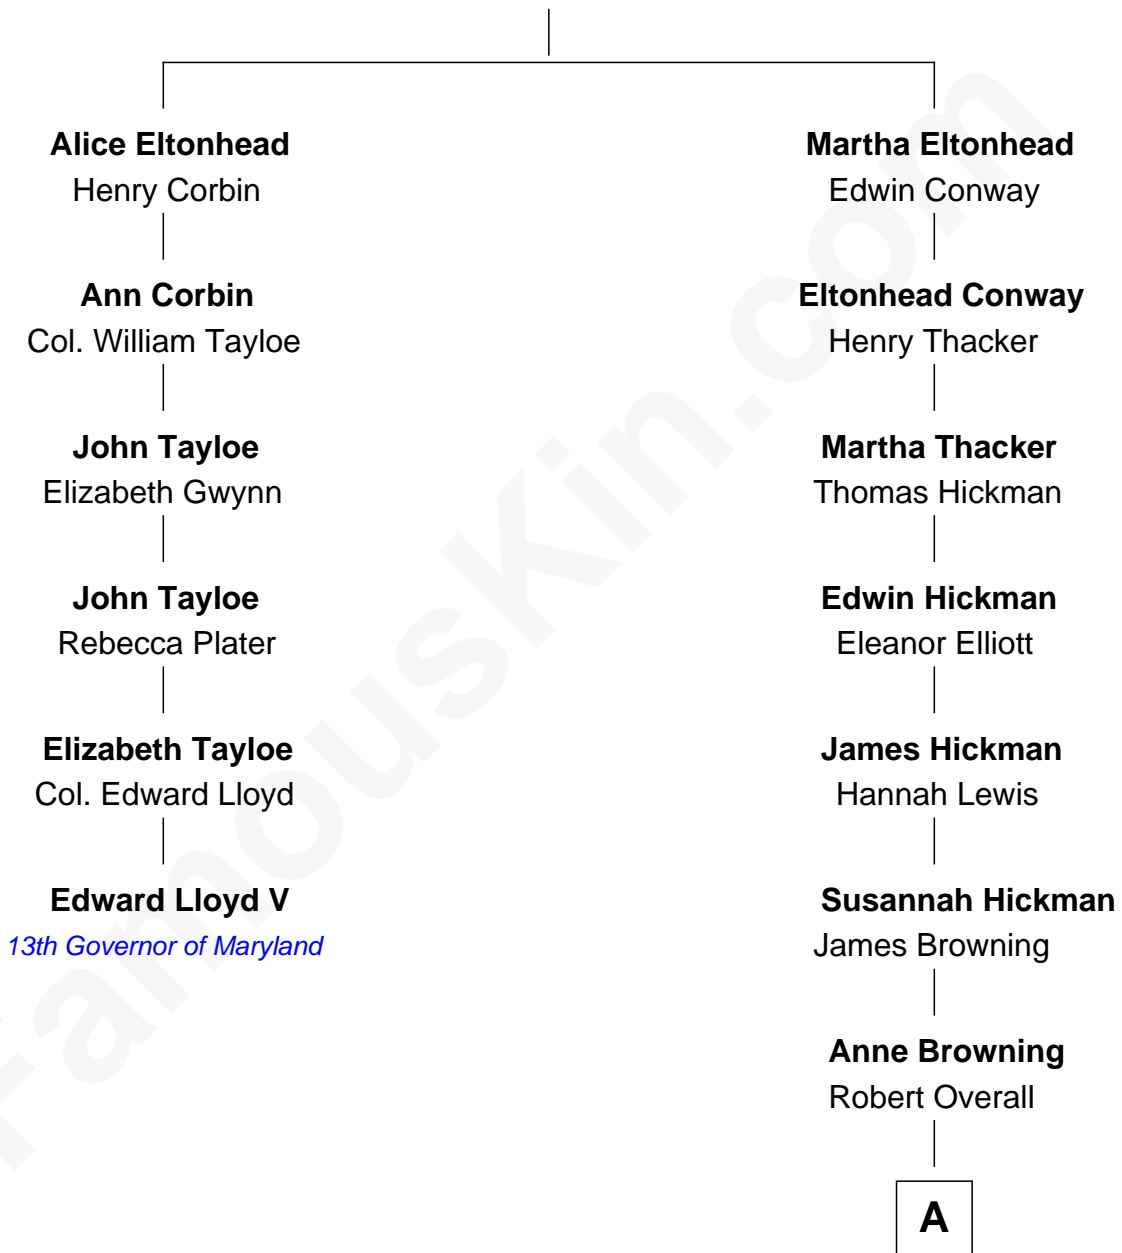 Alice Eltonhead
Henry Corbin
Ann Corbin
Col. William Tayloe
John Tayloe
Elizabeth Gwynn
John Tayloe
Rebecca Plater
Elizabeth Tayloe
Col. Edward Lloyd
Edward Lloyd V
13th Governor of Maryland
Martha Eltonhead
Edwin Conway
Eltonhead Conway
Henry Thacker
Martha Thacker
Thomas Hickman
Edwin Hickman
Eleanor Elliott
James Hickman
Hannah Lewis
Susannah Hickman
James Browning
Anne Browning
Robert Overall
A
FamousKin.com